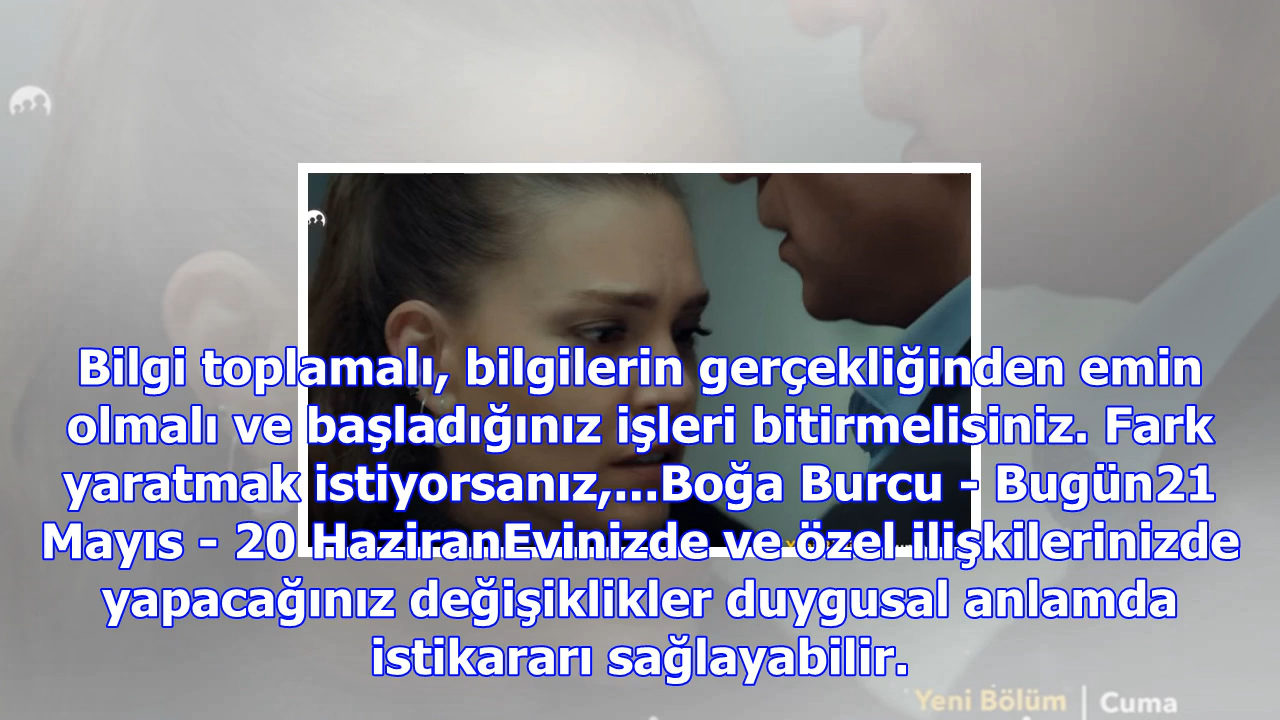 Bilgi toplamalı, bilgilerin gerçekliğinden emin
olmalı ve başladığınız işleri bitirmelisiniz. Fark
yaratmak istiyorsanız,...Boğa Burcu - Bugün21
Mayıs - 20 HaziranEvinizde ve özel ilişkilerinizde
yapacağınız değişiklikler duygusal anlamda
istikararı sağlayabilir.
Yeni Bölüm | Cuma